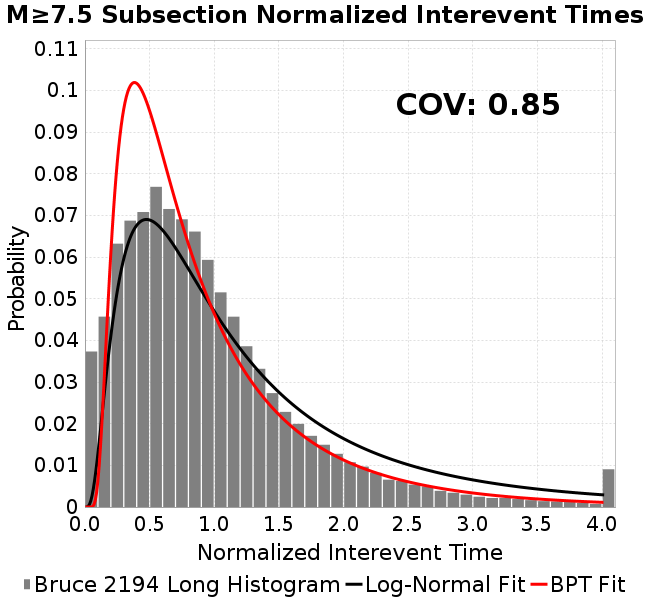 M≥7.5 Subsection Normalized Interevent Times
COV: 0.85
Probability
0.11
0.1
0.09
0.08
0.07
0.06
0.05
0.04
0.03
0.02
0.01
0
0.0 0.5 1.0 1.5 2.0 2.5 3.0 3.5 4.0
Normalized Interevent Time
Bruce 2194 Long Histogram Log-Normal Fit BPT Fit